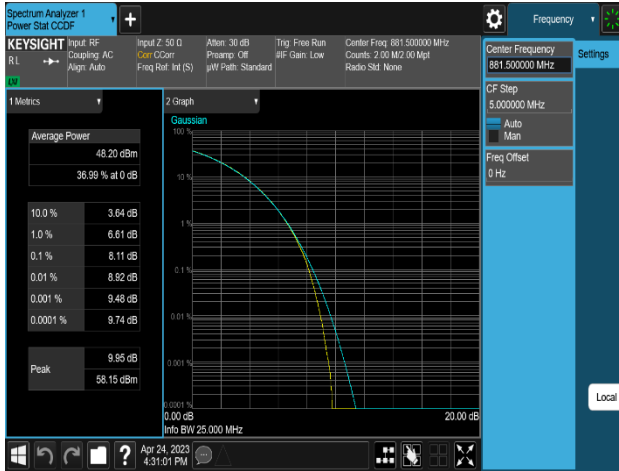 Spectrum Analyzer 1
Power Stat CCDF
+
Frequency
KEYSIGHT
RL
Input: RF
Coupling: AC
Align: Auto
Input Z: 50 Ω
Corr CCorr
Freq Ref: Int (S)
Atten: 30 dB
Preamp: Off
µW Path: Standard
Trig: Free Run
#IF Gain: Low
Center Freq: 881.500000 MHz
Counts: 2.00 M/2.00 Mpt
Radio Std: None
Center Frequency
881.500000 MHz
Settings
CF Step
5.000000 MHz
Auto
Man
Freq Offset
0 Hz
1 Metrics
Average Power
48.20 dBm
36.99 % at 0 dB
10.0 % 3.64 dB
1.0 % 6.61 dB
0.1 % 8.11 dB
0.01 % 8.92 dB
0.001 % 9.48 dB
0.0001 % 9.74 dB
Peak
9.95 dB
58.15 dBm
2 Graph
Gaussian
100 %
10 %
1 %
0.1 %
0.01 %
0.001 %
0.0001 %
0.00 dB
20.00 dB
Info BW 25.000 MHz
Local
?
Apr 24, 2023
4:31:01 PM